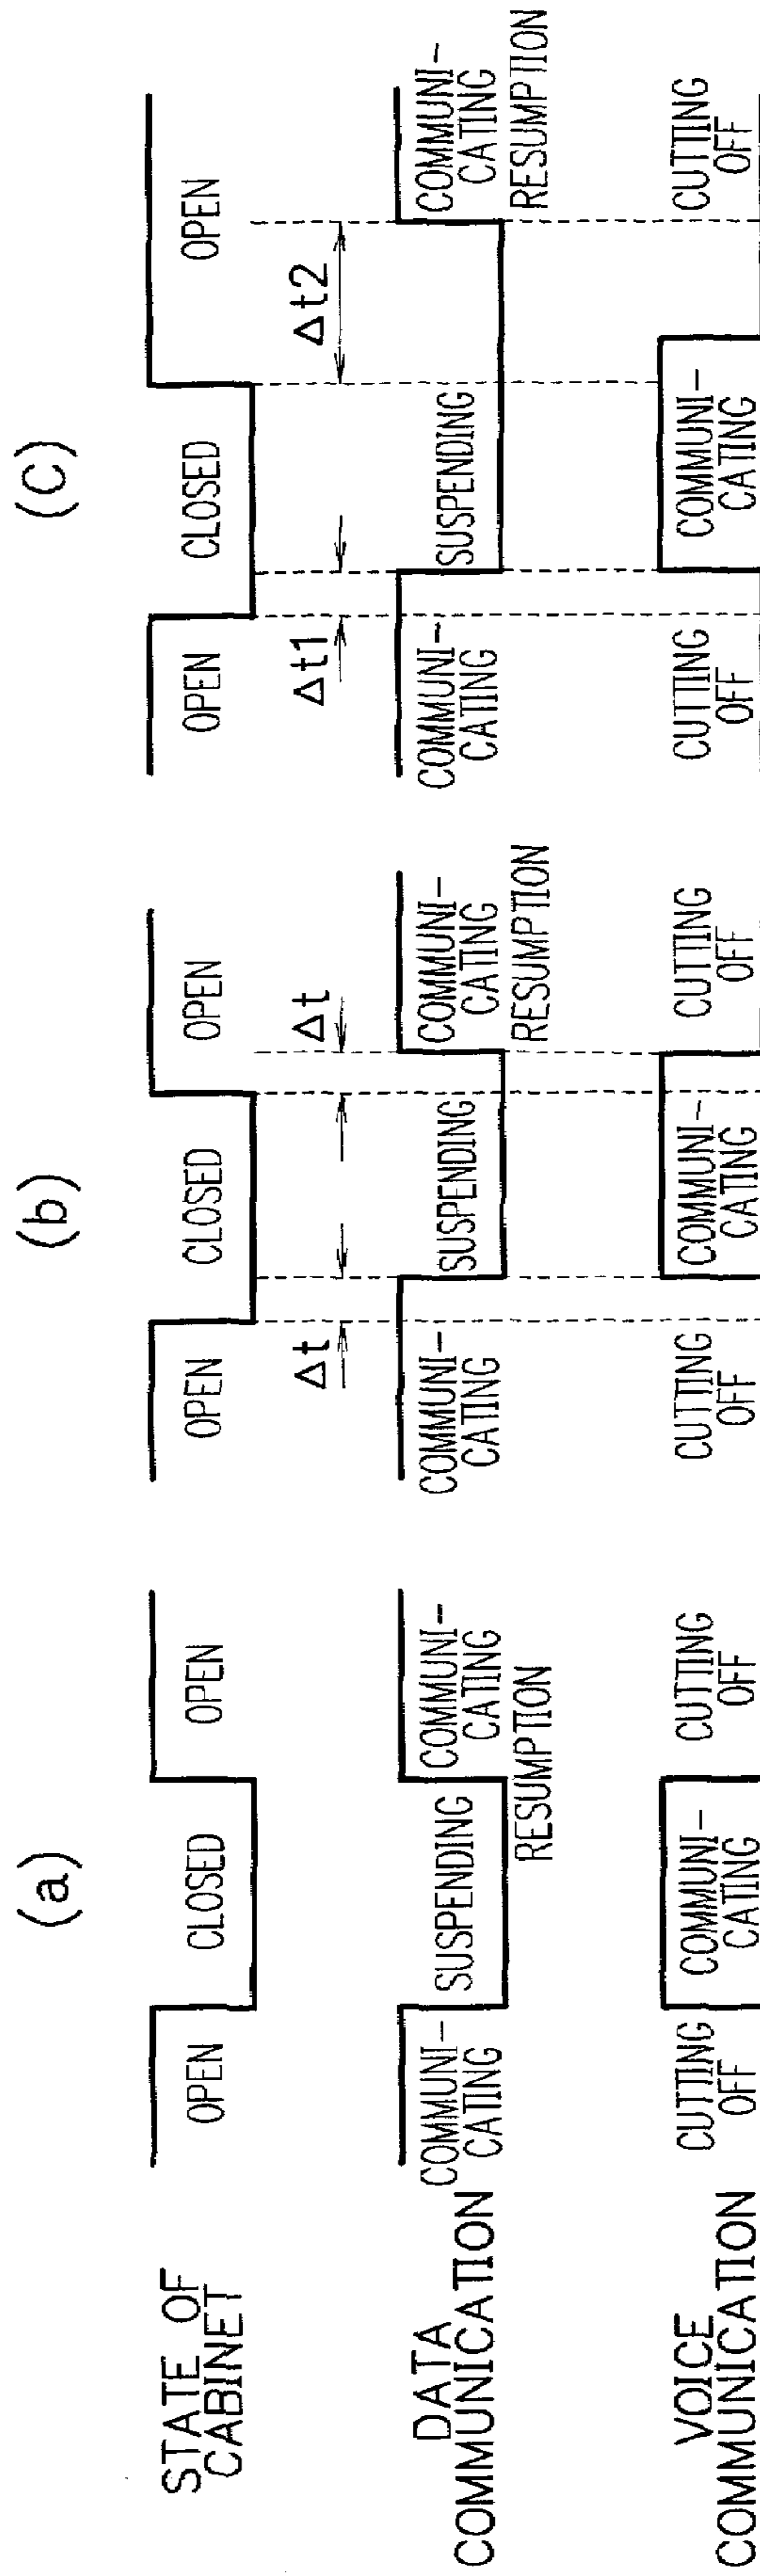 (a)
(b)
(c)
STATE OF
CABINET
OPEN
CLOSED
OPEN
OPEN
CLOSED
OPEN
OPEN
CLOSED
OPEN
Δt
Δt
Δt1
Δt2
DATA
COMMUNICATION
COMMUNI-
CATING
SUSPENDING
COMMUNI-
CATING
RESUMPTION
COMMUNI-
CATING
SUSPENDING
COMMUNI-
CATING
RESUMPTION
COMMUNI-
CATING
SUSPENDING
COMMUNI-
CATING
RESUMPTION
VOICE
COMMUNICATION
CUTTING
OFF
COMMUNI-
CATING
CUTTING
OFF
CUTTING
OFF
COMMUNI-
CATING
CUTTING
OFF
CUTTING
OFF
COMMUNI-
CATING
CUTTING
OFF